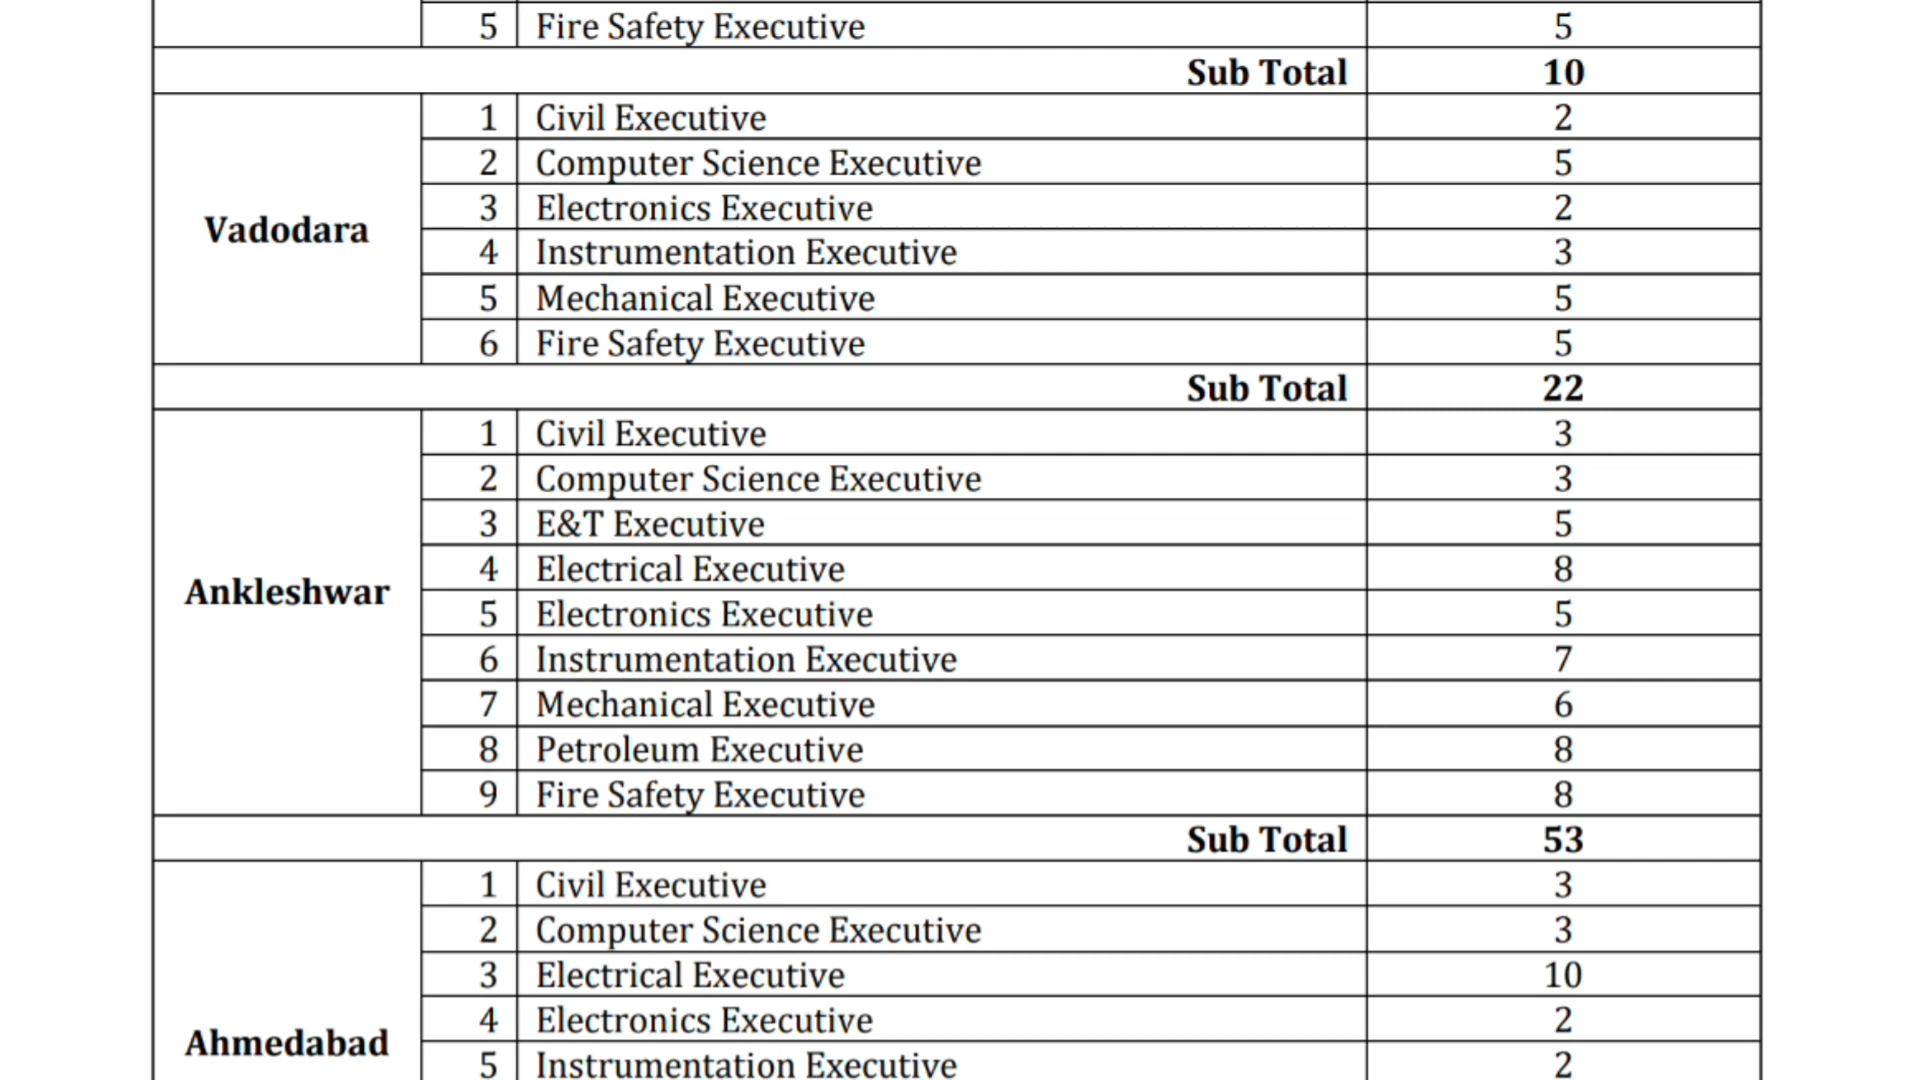 5 Fire Safety Executive 5
Sub Total 10
Vadodara
1 Civil Executive 2
2 Computer Science Executive 5
3 Electronics Executive 2
4 Instrumentation Executive 3
5 Mechanical Executive 5
6 Fire Safety Executive 5
Sub Total 22
Ankleshwar
1 Civil Executive 3
2 Computer Science Executive 3
3 E&T Executive 5
4 Electrical Executive 8
5 Electronics Executive 5
6 Instrumentation Executive 7
7 Mechanical Executive 6
8 Petroleum Executive 8
9 Fire Safety Executive 8
Sub Total 53
Ahmedabad
1 Civil Executive 3
2 Computer Science Executive 3
3 Electrical Executive 10
4 Electronics Executive 2
5 Instrumentation Executive 2